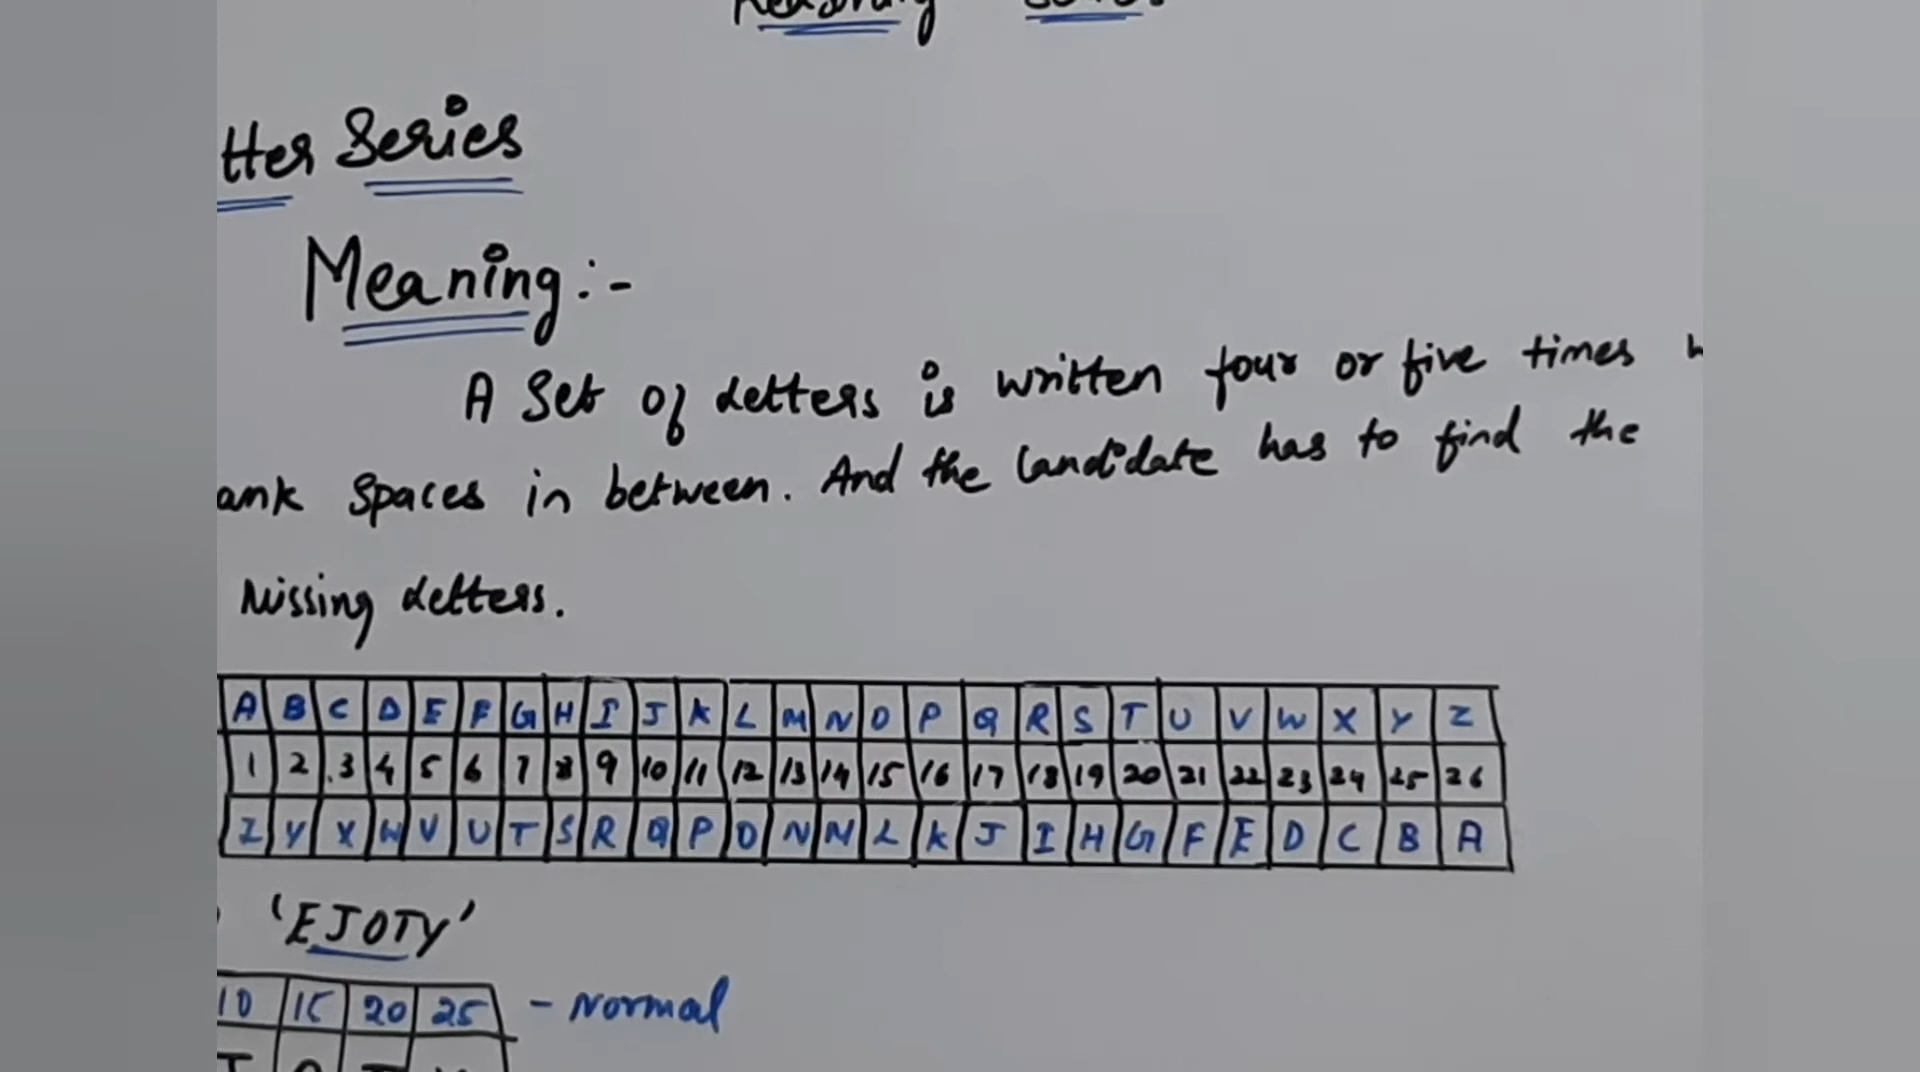 Reasoning
tter Series
Meaning:-
A Set of Letters is written four or five times
ank spaces in between. And the Candidate has to find the
Missing Letters.
A B C D E F G H I J K L M N O P Q R S T U V W X Y Z
1 2 3 4 5 6 7 8 9 10 11 12 13 14 15 16 17 18 19 20 21 22 23 24 25 26
Z Y X W V U T S R Q P O N M L K J I H G F E D C B A
'EJOTY'
10 15 20 25 - Normal